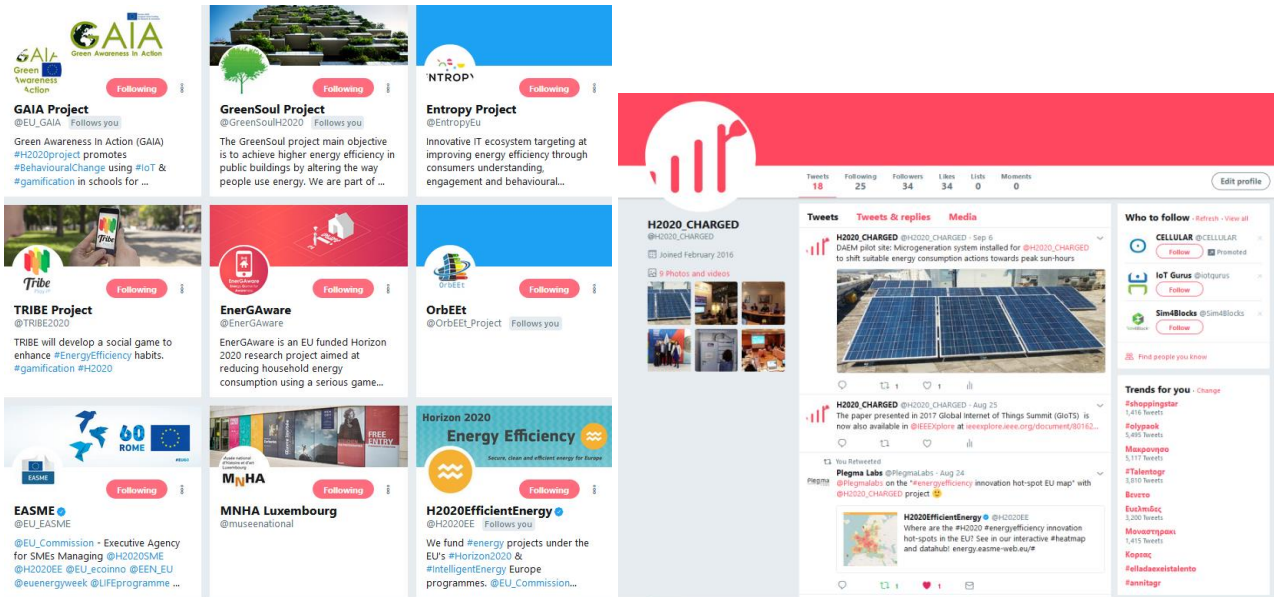 GAIA
Green Awareness In Action
GAIA
Green
Awareness
Action
Following
GAIA Project
@EU_GAIA Follows you
Green Awareness In Action (GAIA)
#H2020project promotes
#BehaviouralChange using #IoT &
#gamification in schools for ...
Following
GreenSoul Project
@GreenSoulH2020 Follows you
The GreenSoul project main objective
is to achieve higher energy efficiency in
public buildings by altering the way
people use energy. We are part of ...
NTROP
Following
Entropy Project
@EntropyEu
Innovative IT ecosystem targeting at
improving energy efficiency through
consumers understanding,
engagement and behavioural...
Tribe
Tribe
Following
TRIBE Project
@TRIBE2020
TRIBE will develop a social game to
enhance #EnergyEfficiency habits.
#gamification #H2020
EnerGAware
Following
EnerGAware
@EnerGAware
EnerGAware is an EU funded Horizon
2020 research project aimed at
reducing household energy
consumption using a serious game...
OrbEEt
Following
OrbEEt
@OrbEEt_Project Follows you
60
ROME
EASME
Following
EASME
@EU_EASME
@EU_Commission - Executive Agency
for SMEs Managing @H2020SME
@H2020EE @EU_ecoinno @EEN_EU
@euenergyweek @LIFEprogramme ...
FREE
ENTRY
Musée national
d'histoire et d'art
Luxembourg
MNHA
Following
MNHA Luxembourg
@museenational
Horizon 2020
Energy Efficiency
Secure, clean and efficient energy for Europe
Following
H2020EfficientEnergy
@H2020EE Follows you
We fund #energy projects under the
EU's #Horizon2020 &
#IntelligentEnergy Europe
programmes. @EU_Commission...
Tweets Following Followers Likes Lists Moments
18 25 34 34 0 0
Edit profile
H2020_CHARGED
@H2020_CHARGED
Joined February 2016
9 Photos and videos
Tweets Tweets & replies Media
H2020_CHARGED @H2020_CHARGED - Sep 6
DAEM pilot site: Microgeneration system installed for @H2020_CHARGED
to shift suitable energy consumption actions towards peak sun-hours
1 1
H2020_CHARGED @H2020_CHARGED - Aug 25
The paper presented in 2017 Global Internet of Things Summit (GIoTS) is
now also available in @IEEEXplore at ieeexplore.ieee.org/document/80162...
You Retweeted
Plegma
Plegma Labs @PlegmaLabs - Aug 24
@Plegmalabs on the "#energyefficiency innovation hot-spot EU map" with
@H2020_CHARGED project
H2020EfficientEnergy @H2020EE
Where are the #H2020 #energyefficiency innovation
hot-spots in the EU? See in our interactive #heatmap
and datahub! energy.easme-web.eu/#
1 1
Who to follow · Refresh · View all
CELLULAR @CELLULAR
Follow Promoted
IoT Gurus @iotgurus
Follow
Sim4Blocks @Sim4Blocks
Follow
Find people you know
Trends for you · Change
#shoppingstar
1,416 Tweets
#olypaok
5,495 Tweets
Μακρονησο
5,117 Tweets
#Talentgr
3,810 Tweets
Βενετο
Ευελπιδες
3,200 Tweets
Μοναστηρακι
1,415 Tweets
Κορεας
#elladaexeistalento
#annitagr